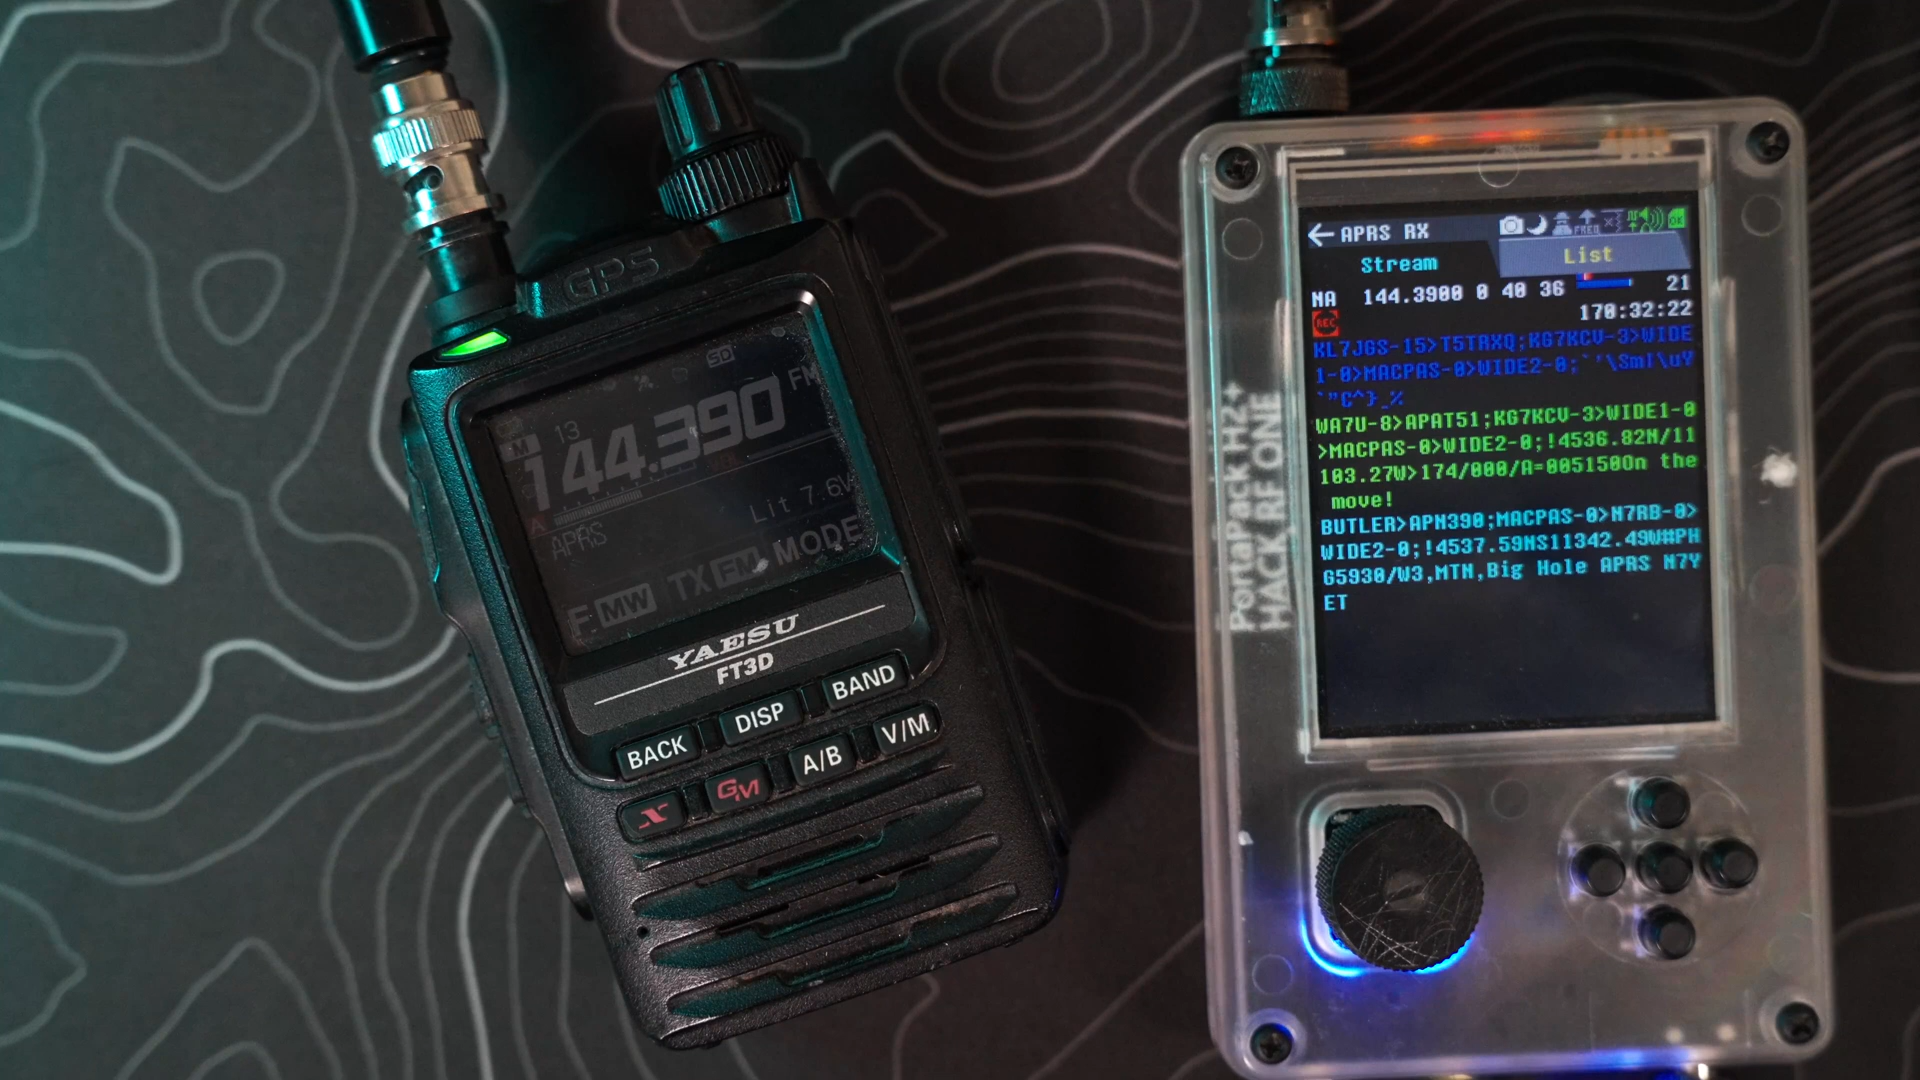 GPS
SD
FM
M
13
144.390
A
Lit 7.6V
APRS
MODE
F MW TX FM
YAESU
FT3D
BACK DISP BAND
X GM A/B V/M
PortaPack H2+
HACK RF ONE
APRS RX
FREQ
Stream List
NA 144.3900 0 40 36 21
REC 170:32:22
KL7JGS-15>T5TRXQ;KG7KCV-3>WIDE
1-0>MACPAS-0>WIDE2-0;`'\Sml\uY
`"C^}_%
WA7U-8>APAT51;KG7KCV-3>WIDE1-0
>MACPAS-0>WIDE2-0;!4536.82N/11
103.27W>174/000/A=005150On the
move!
BUTLER>APN390;MACPAS-0>N7RB-0>
WIDE2-0;!4537.59NS11342.49W#PH
G5930/W3,MTN,Big Hole APRS N7Y
ET